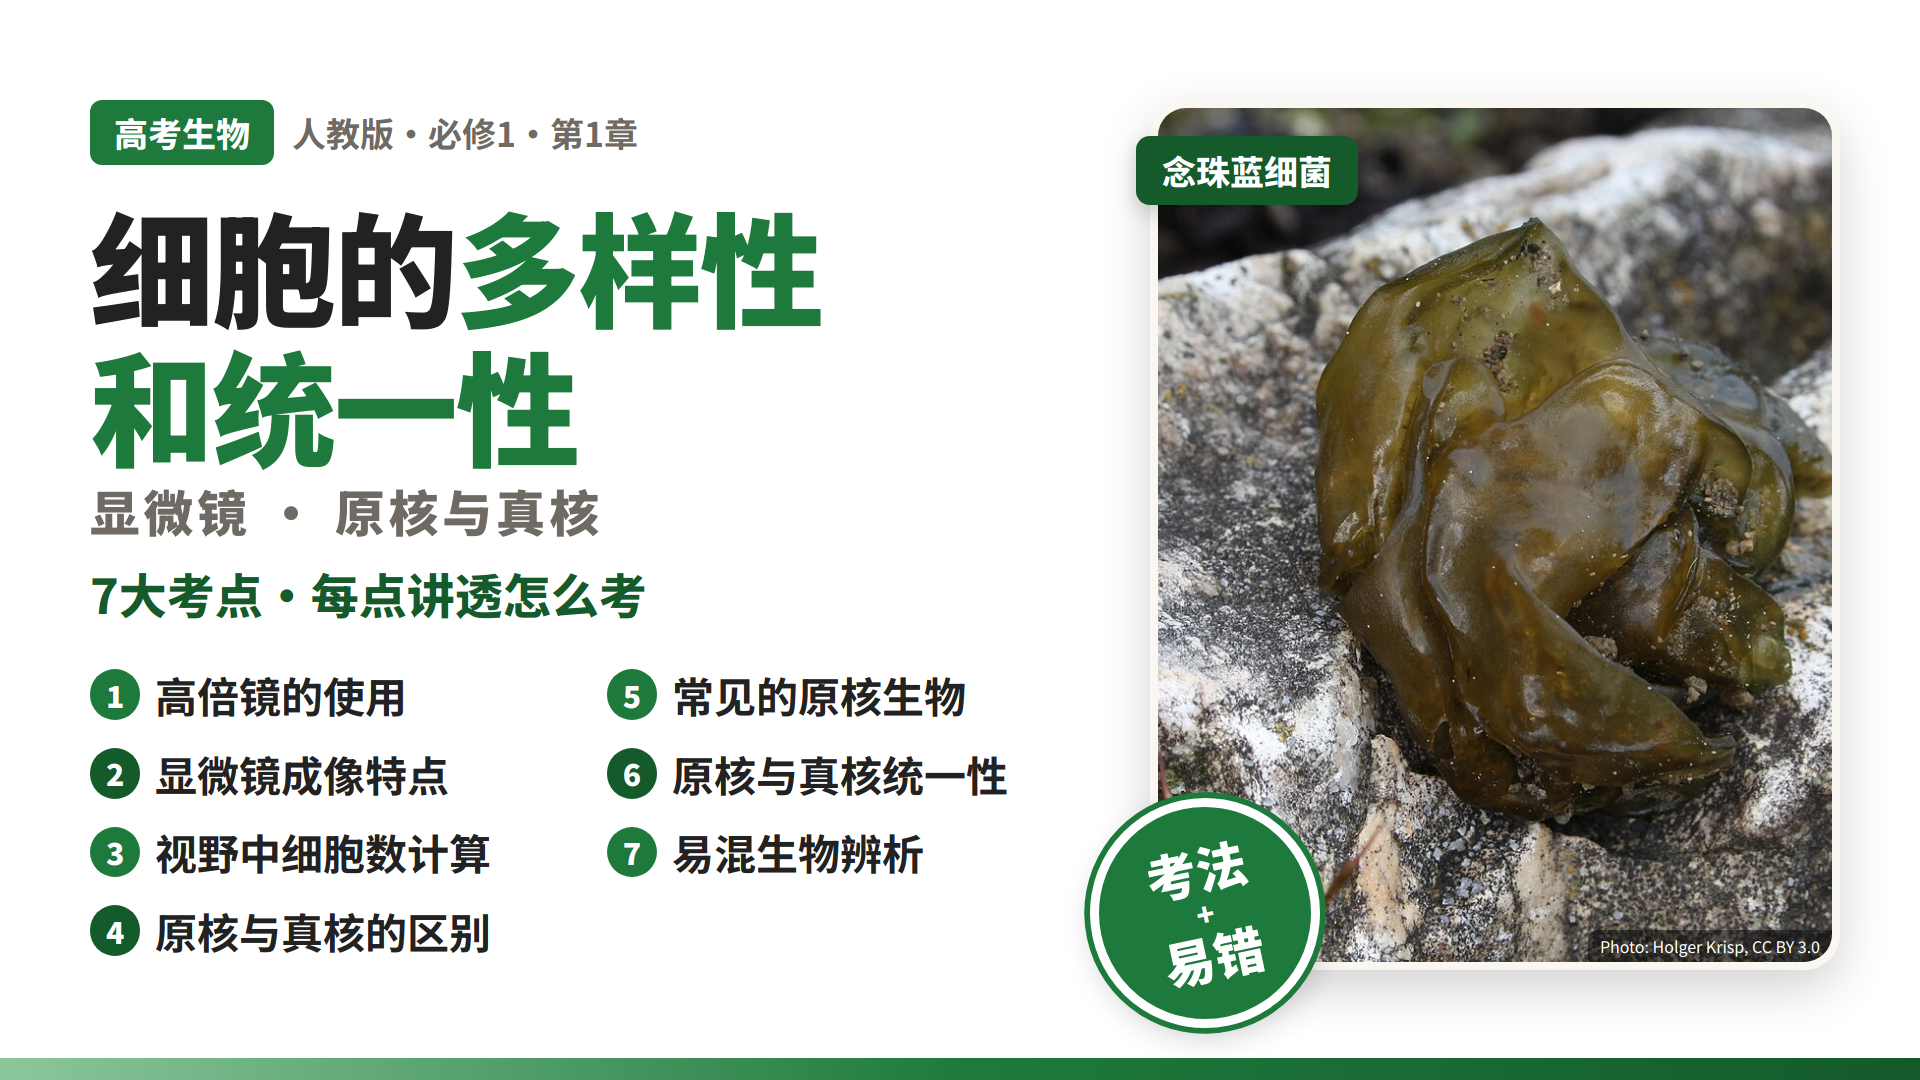 高考生物
人教版·必修1·第1章
细胞的多样性
和统一性
显微镜 · 原核与真核
7大考点·每点讲透怎么考
1 高倍镜的使用
2 显微镜成像特点
3 视野中细胞数计算
4 原核与真核的区别
5 常见的原核生物
6 原核与真核统一性
7 易混生物辨析
念珠蓝细菌
考法
+
易错
Photo: Holger Krisp, CC BY 3.0